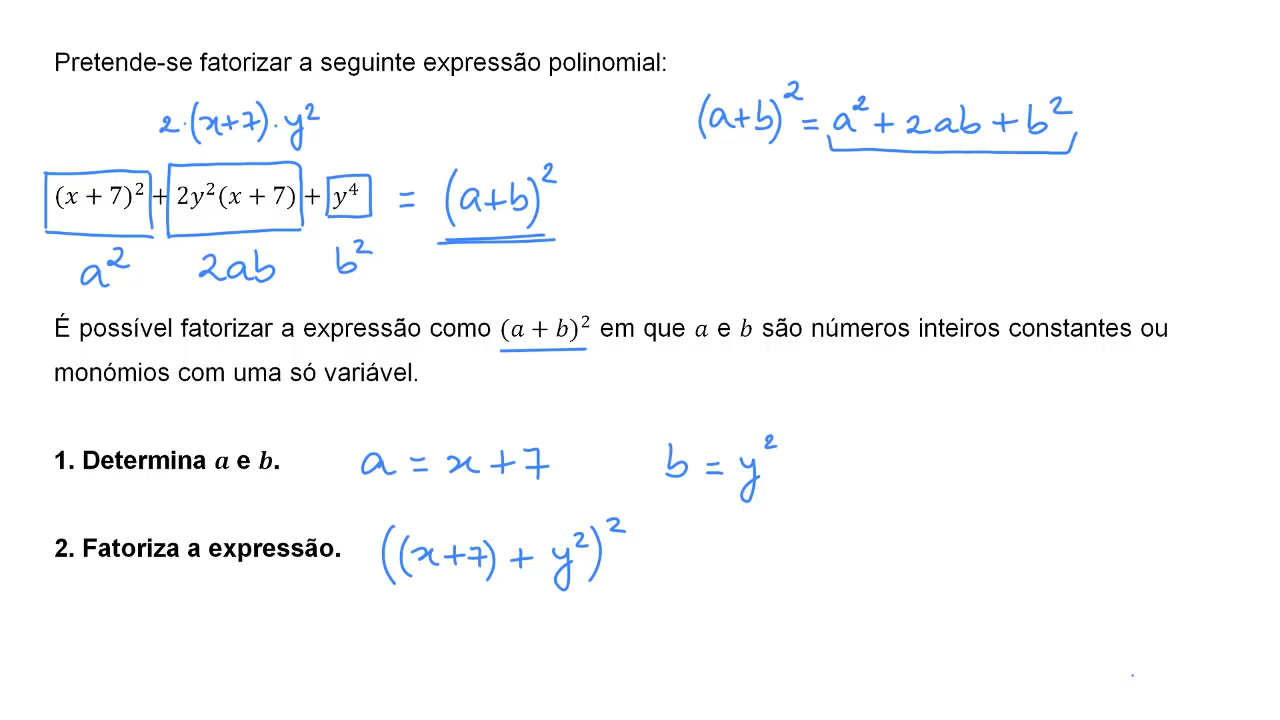 Pretende-se fatorizar a seguinte expressão polinomial:
2·(x+7)·y²
(a+b)² = a² + 2ab + b²
(x + 7)² + 2y²(x + 7) + y⁴ = (a+b)²
a² 2ab b²
É possível fatorizar a expressão como (a + b)² em que a e b são números inteiros constantes ou
monómios com uma só variável.
1. Determina a e b. a = x + 7 b = y²
2. Fatoriza a expressão. ((x+7) + y²)²